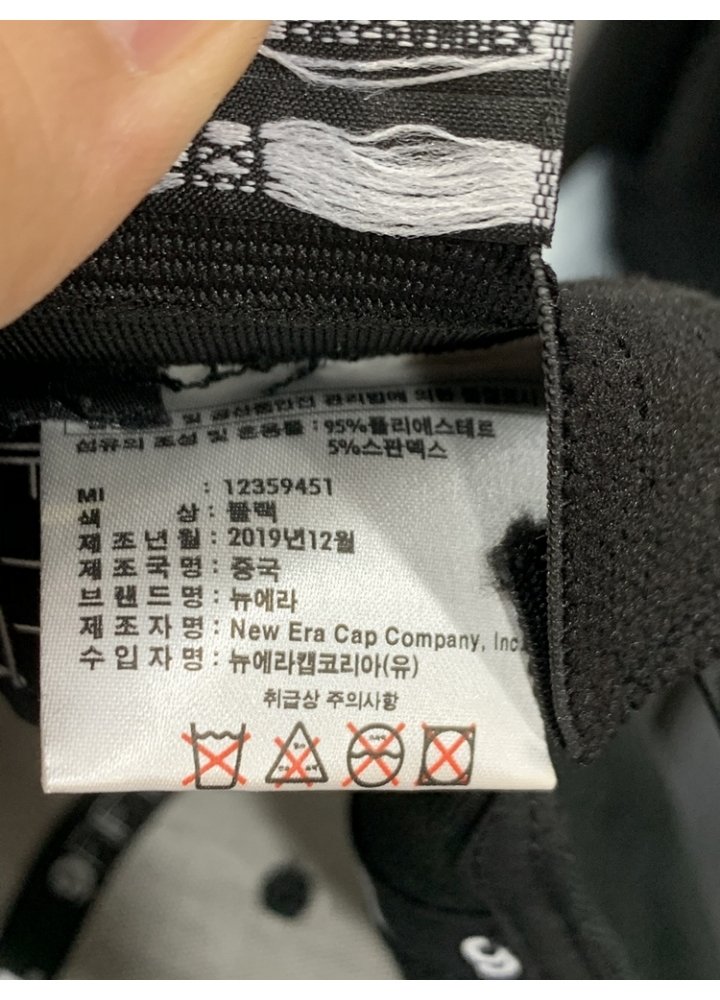 섬유의 조성 및 혼용률 : 95%폴리에스테르
5%스판덱스
MI : 12359451
색 상 : 블랙
제 조 년 월 : 2019년12월
제 조 국 명 : 중국
브 랜 드 명 : 뉴에라
제 조 자 명 : New Era Cap Company, Inc.
수 입 자 명 : 뉴에라캡코리아(유)
취급상 주의사항